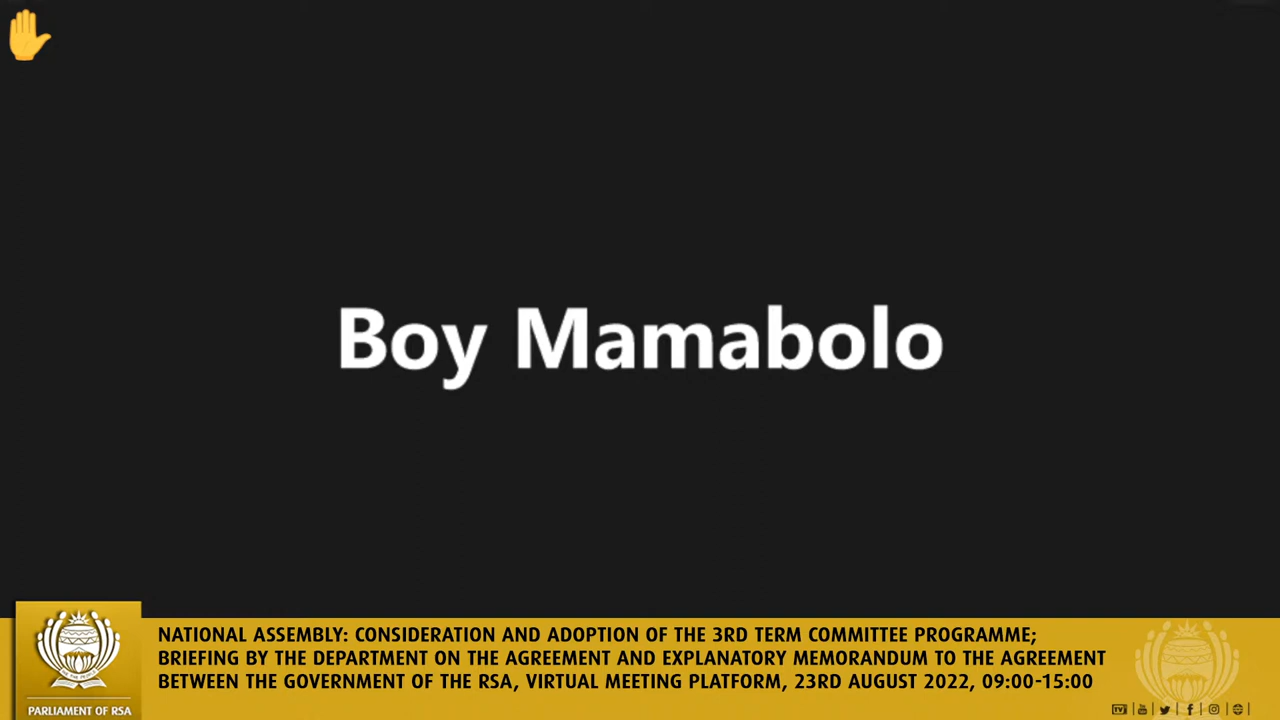 Boy Mamabolo
NATIONAL ASSEMBLY: CONSIDERATION AND ADOPTION OF THE 3RD TERM COMMITTEE PROGRAMME;
BRIEFING BY THE DEPARTMENT ON THE AGREEMENT AND EXPLANATORY MEMORANDUM TO THE AGREEMENT
BETWEEN THE GOVERNMENT OF THE RSA, VIRTUAL MEETING PLATFORM, 23RD AUGUST 2022, 09:00-15:00
PARLIAMENT OF RSA